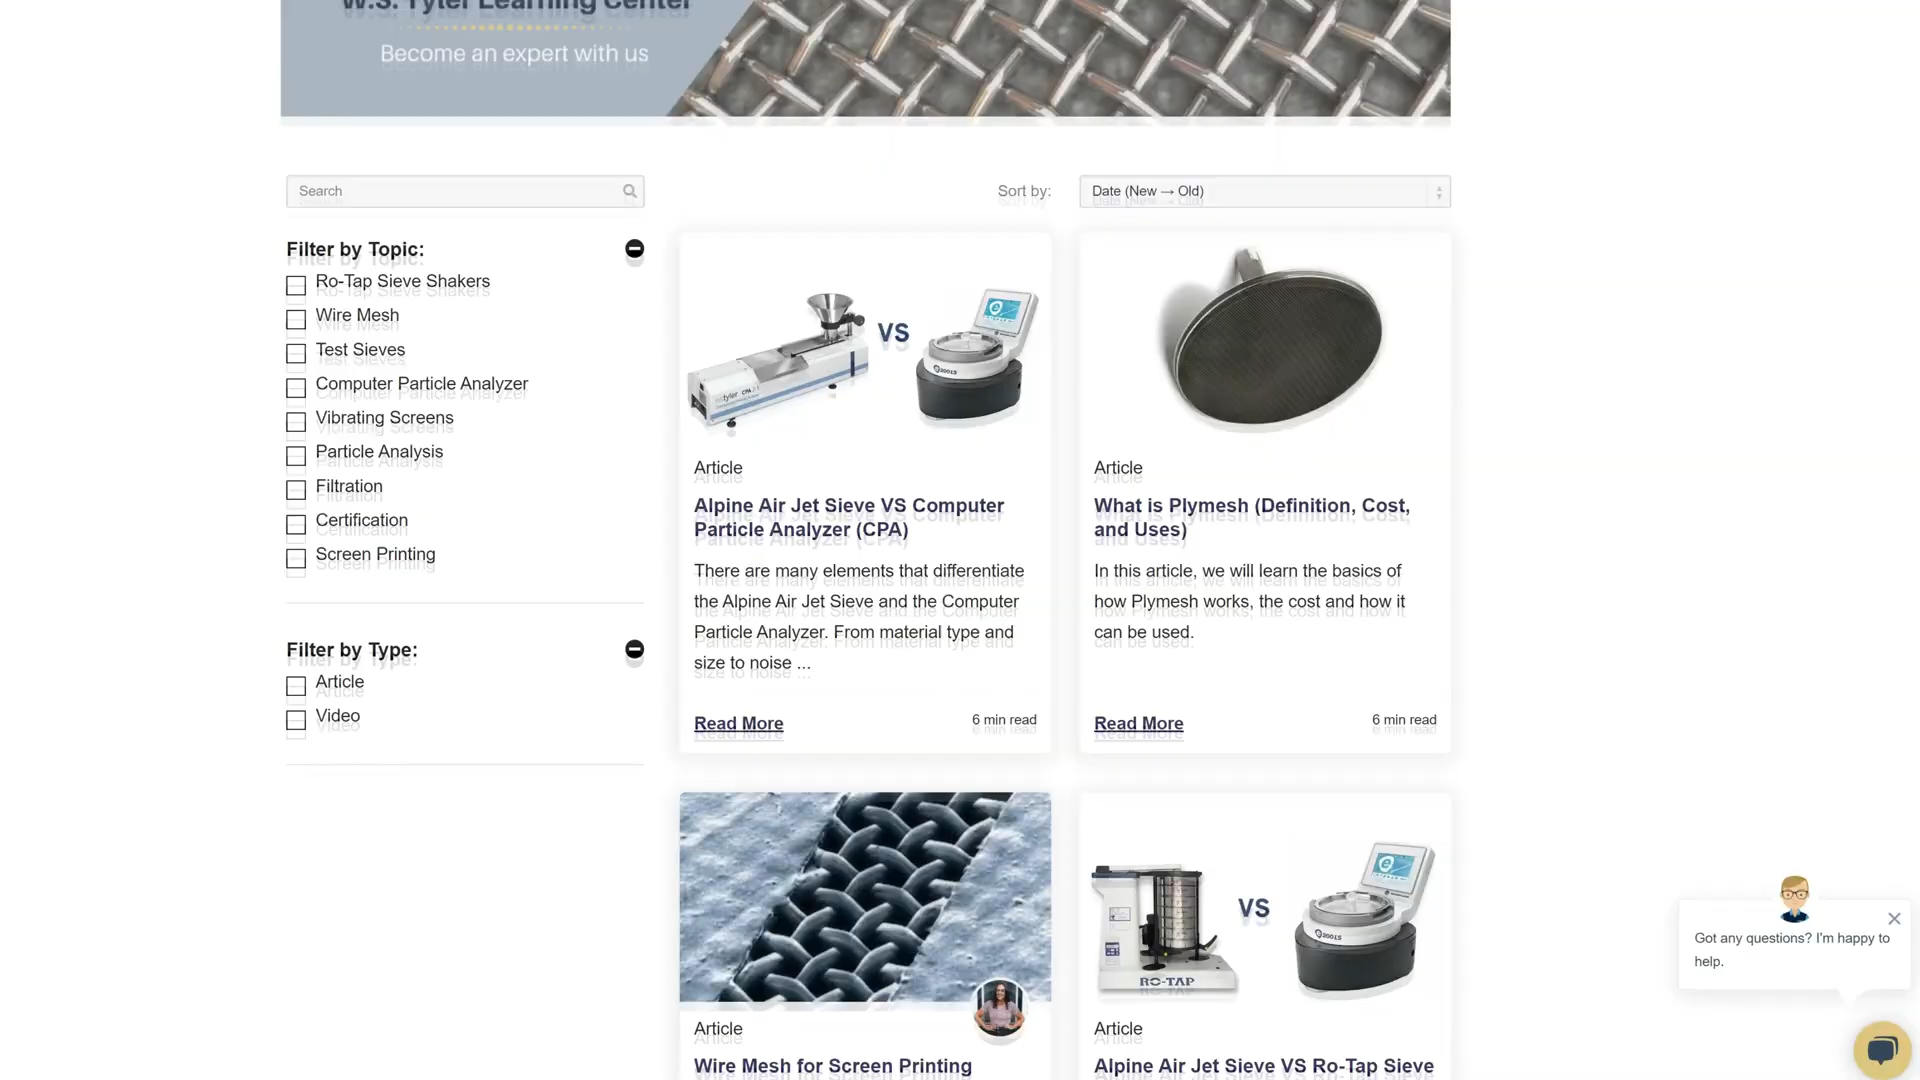 W.S. Tyler Learning Center
Become an expert with us
Search
Sort by:
Date (New → Old)
Filter by Topic:
Ro-Tap Sieve Shakers
Wire Mesh
Test Sieves
Computer Particle Analyzer
Vibrating Screens
Particle Analysis
Filtration
Certification
Screen Printing
Filter by Type:
Article
Video
VS
Article
Alpine Air Jet Sieve VS Computer
Particle Analyzer (CPA)
There are many elements that differentiate
the Alpine Air Jet Sieve and the Computer
Particle Analyzer. From material type and
size to noise ...
Read More
6 min read
Article
What is Plymesh (Definition, Cost,
and Uses)
In this article, we will learn the basics of
how Plymesh works, the cost and how it
can be used.
Read More
6 min read
Article
Wire Mesh for Screen Printing
VS
RO-TAP
Article
Alpine Air Jet Sieve VS Ro-Tap Sieve
Got any questions? I'm happy to
help.